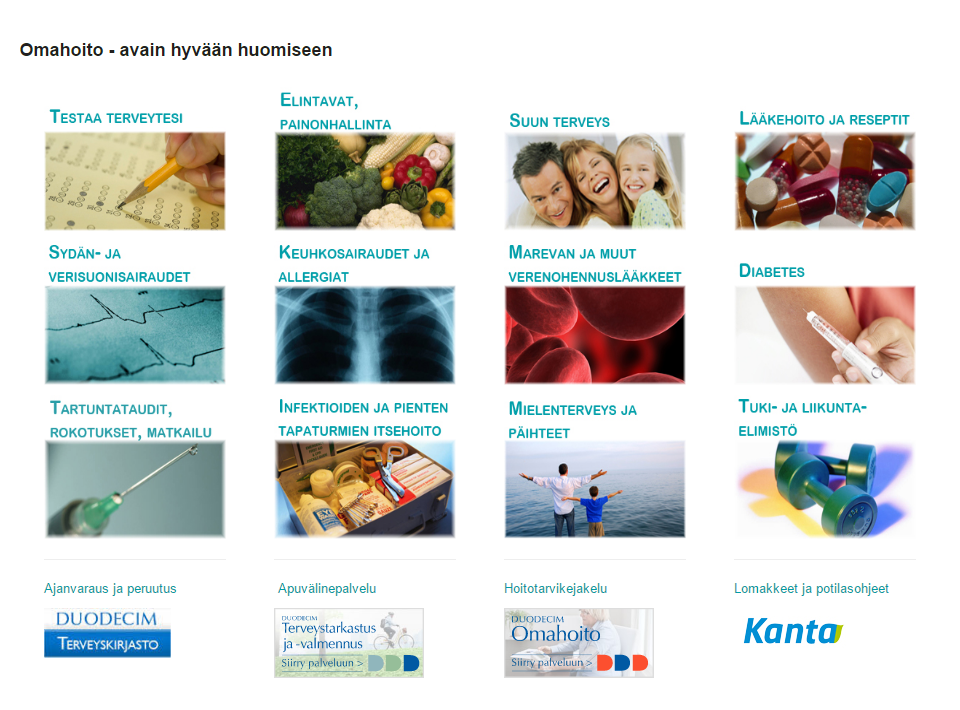 Omahoito - avain hyvään huomiseen
TESTAA TERVEYTESI
ELINTAVAT,
PAINONHALLINTA
SUUN TERVEYS
LÄÄKEHOITO JA RESEPTIT
SYDÄN- JA
VERISUONISAIRAUDET
KEUHKOSAIRAUDET JA
ALLERGIAT
MAREVAN JA MUUT
VERENOHENNUSLÄÄKKEET
DIABETES
TARTUNTATAUDIT,
ROKOTUKSET, MATKAILU
INFEKTIOIDEN JA PIENTEN
TAPATURMIEN ITSEHOITO
MIELENTERVEYS JA
PÄIHTEET
TUKI- JA LIIKUNTA-
ELIMISTÖ
Ajanvaraus ja peruutus
Apuvälinepalvelu
Hoitotarvikejakelu
Lomakkeet ja potilasohjeet
DUODECIM
TERVEYSKIRJASTO
DUODECIM
Terveystarkastus
ja -valmennus
Siirry palveluun >
DUODECIM
Omahoito
Siirry palveluun >
Kanta